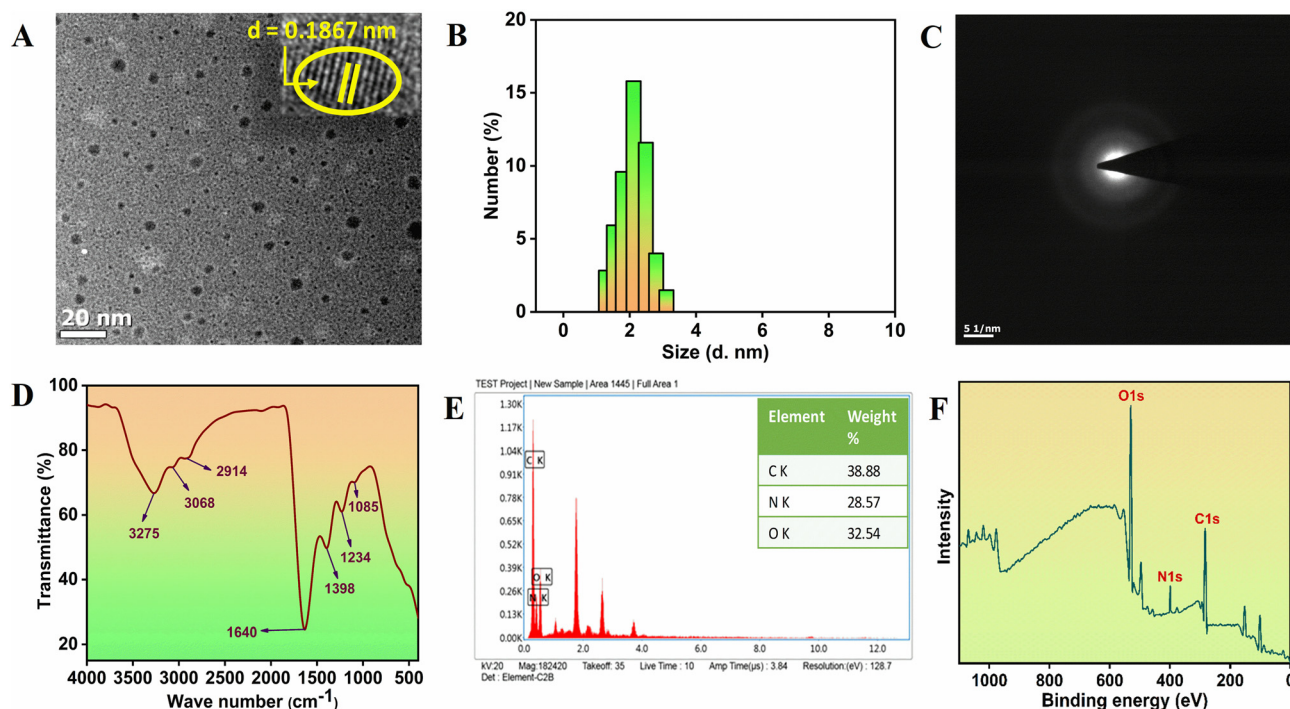 A
d = 0.1867 nm
20 nm
B
20
15
10
5
0
Number (%)
0 2 4 6 8 10
Size (d. nm)
C
5 1/nm
D
100
80
60
40
20
Transmittance (%)
3275
3068
2914
1640
1398
1234
1085
4000 3500 3000 2500 2000 1500 1000 500
Wave number (cm⁻¹)
E
TEST Project | New Sample | Area 1445 | Full Area 1
1.30K
1.17K
1.04K
0.91K
0.78K
0.65K
0.52K
0.39K
0.26K
0.13K
0.00K
C K
O K
N K
Element Weight %
C K 38.88
N K 28.57
O K 32.54
0.0 2.0 4.0 6.0 8.0 10.0 12.0
kV:20 Mag:182420 Takeoff: 35 Live Time : 10 Amp Time(µs) : 3.84 Resolution:(eV) : 128.7
Det : Element-C2B
F
O1s
C1s
N1s
Intensity
1000 800 600 400 200 0
Binding energy (eV)